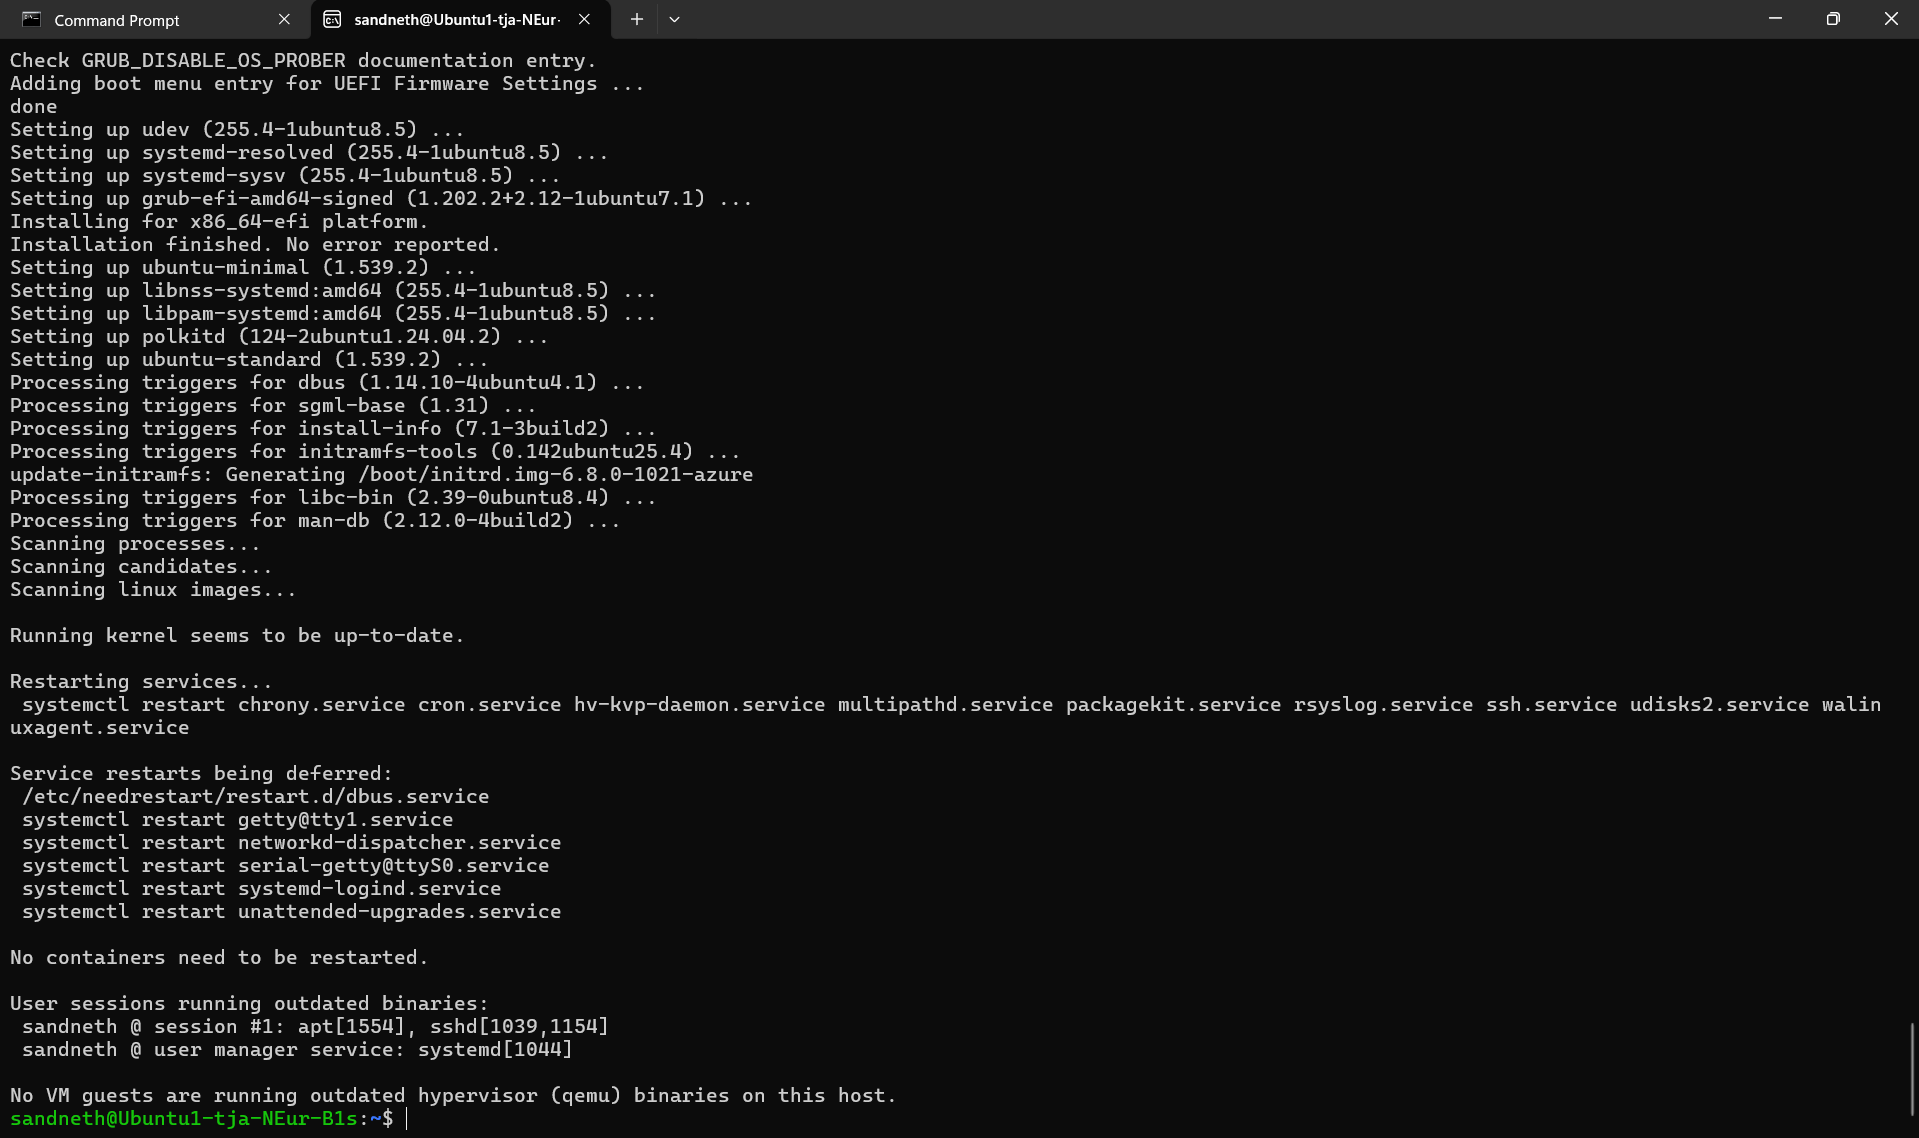 Command Prompt
sandneth@Ubuntu1-tja-NEur-
Check GRUB_DISABLE_OS_PROBER documentation entry.
Adding boot menu entry for UEFI Firmware Settings ...
done
Setting up udev (255.4-1ubuntu8.5) ...
Setting up systemd-resolved (255.4-1ubuntu8.5) ...
Setting up systemd-sysv (255.4-1ubuntu8.5) ...
Setting up grub-efi-amd64-signed (1.202.2+2.12-1ubuntu7.1) ...
Installing for x86_64-efi platform.
Installation finished. No error reported.
Setting up ubuntu-minimal (1.539.2) ...
Setting up libnss-systemd:amd64 (255.4-1ubuntu8.5) ...
Setting up libpam-systemd:amd64 (255.4-1ubuntu8.5) ...
Setting up polkitd (124-2ubuntu1.24.04.2) ...
Setting up ubuntu-standard (1.539.2) ...
Processing triggers for dbus (1.14.10-4ubuntu4.1) ...
Processing triggers for sgml-base (1.31) ...
Processing triggers for install-info (7.1-3build2) ...
Processing triggers for initramfs-tools (0.142ubuntu25.4) ...
update-initramfs: Generating /boot/initrd.img-6.8.0-1021-azure
Processing triggers for libc-bin (2.39-0ubuntu8.4) ...
Processing triggers for man-db (2.12.0-4build2) ...
Scanning processes...
Scanning candidates...
Scanning linux images...
Running kernel seems to be up-to-date.
Restarting services...
systemctl restart chrony.service cron.service hv-kvp-daemon.service multipathd.service packagekit.service rsyslog.service ssh.service udisks2.service walin
uxagent.service
Service restarts being deferred:
/etc/needrestart/restart.d/dbus.service
systemctl restart getty@tty1.service
systemctl restart networkd-dispatcher.service
systemctl restart serial-getty@ttyS0.service
systemctl restart systemd-logind.service
systemctl restart unattended-upgrades.service
No containers need to be restarted.
User sessions running outdated binaries:
sandneth @ session #1: apt[1554], sshd[1039,1154]
sandneth @ user manager service: systemd[1044]
No VM guests are running outdated hypervisor (qemu) binaries on this host.
sandneth@Ubuntu1-tja-NEur-B1s:~$